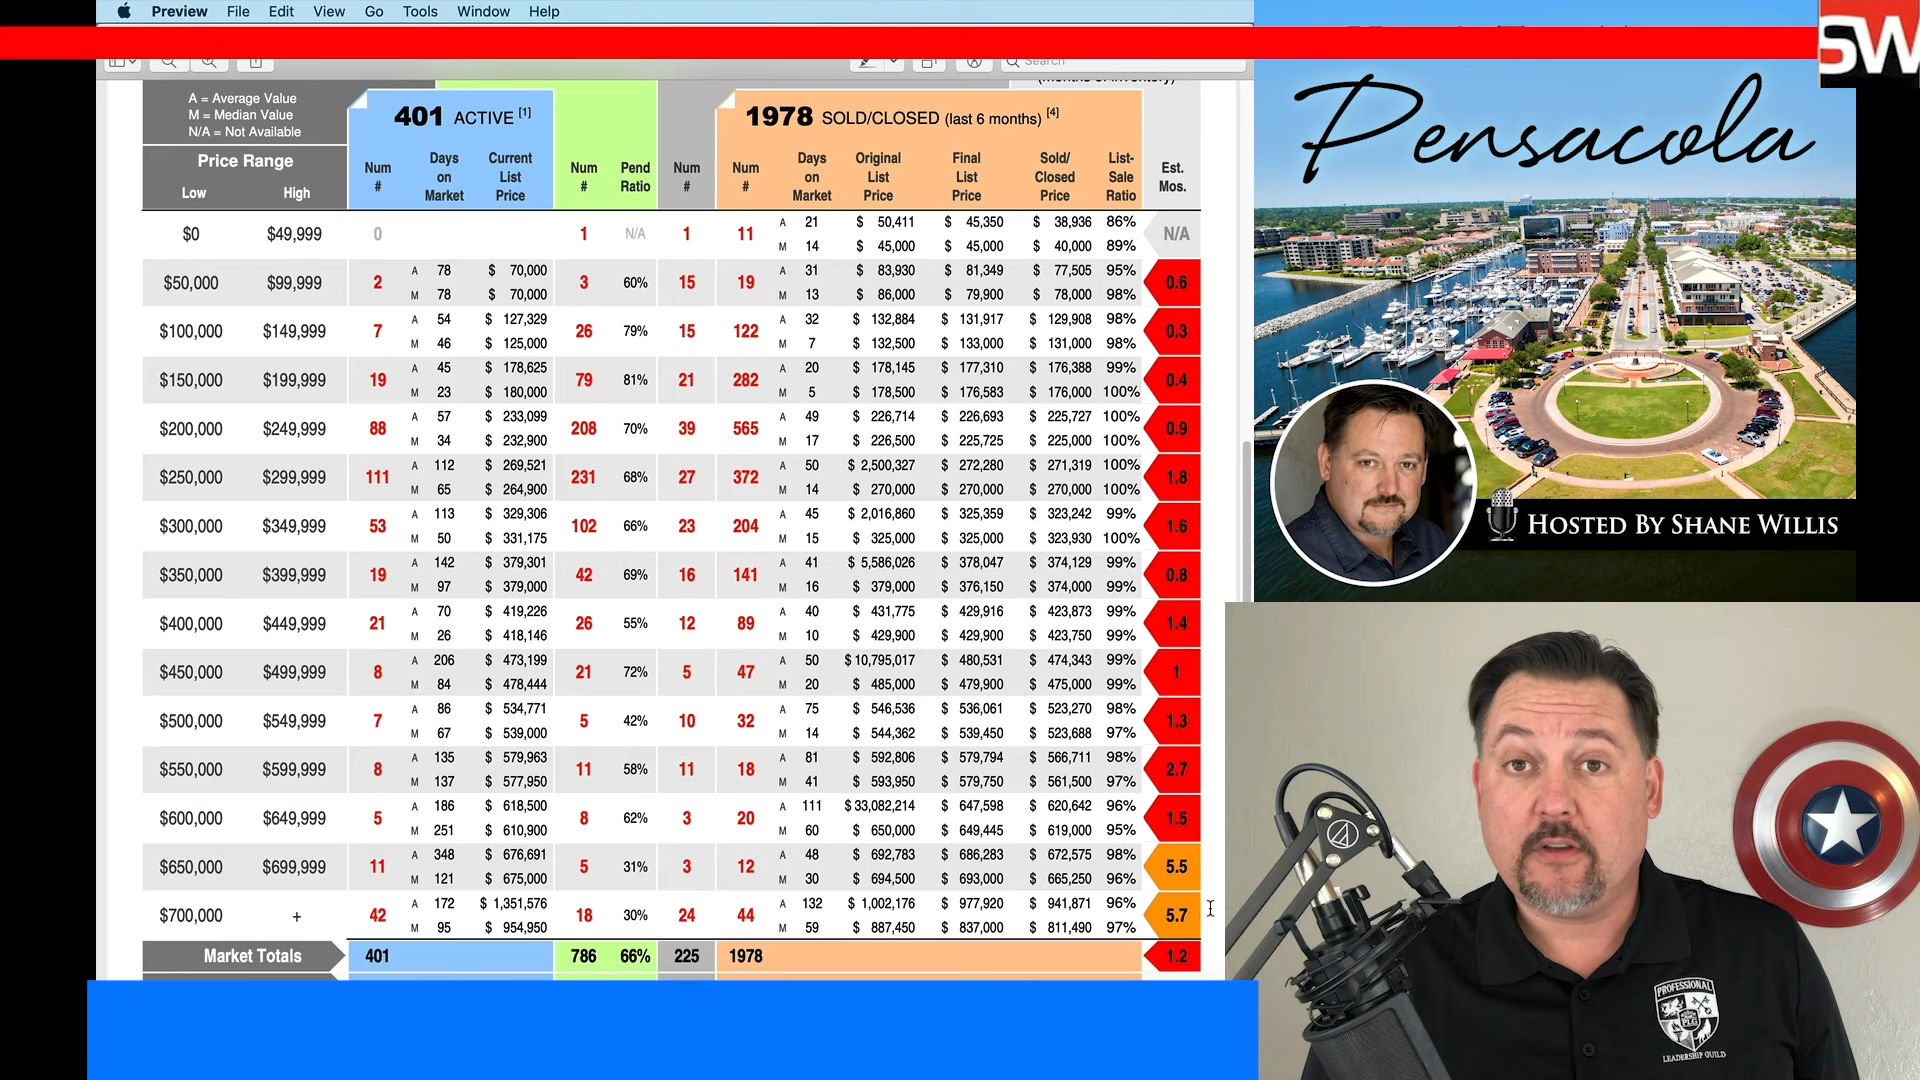 Preview File Edit View Go Tools Window Help
SW
Search
A = Average Value
M = Median Value
N/A = Not Available
401 ACTIVE [1]
1978 SOLD/CLOSED (last 6 months) [4]
Price Range
Low High
Num # Days on Market Current List Price Num # Pend Ratio Num # Num # Days on Market Original List Price Final List Price Sold/ Closed Price List- Sale Ratio Est. Mos.
$0 $49,999 0 1 N/A 1 11 A 21 $ 50,411 $ 45,350 $ 38,936 86% N/A
M 14 $ 45,000 $ 45,000 $ 40,000 89%
$50,000 $99,999 2 A 78 $ 70,000 3 60% 15 19 A 31 $ 83,930 $ 81,349 $ 77,505 95% 0.6
M 78 $ 70,000 M 13 $ 86,000 $ 79,900 $ 78,000 98%
$100,000 $149,999 7 A 54 $ 127,329 26 79% 15 122 A 32 $ 132,884 $ 131,917 $ 129,908 98% 0.3
M 46 $ 125,000 M 7 $ 132,500 $ 133,000 $ 131,000 98%
$150,000 $199,999 19 A 45 $ 178,625 79 81% 21 282 A 20 $ 178,145 $ 177,310 $ 176,388 99% 0.4
M 23 $ 180,000 M 5 $ 178,500 $ 176,583 $ 176,000 100%
$200,000 $249,999 88 A 57 $ 233,099 208 70% 39 565 A 49 $ 226,714 $ 226,693 $ 225,727 100% 0.9
M 34 $ 232,900 M 17 $ 226,500 $ 225,725 $ 225,000 100%
$250,000 $299,999 111 A 112 $ 269,521 231 68% 27 372 A 50 $ 2,500,327 $ 272,280 $ 271,319 100% 1.8
M 65 $ 264,900 M 14 $ 270,000 $ 270,000 $ 270,000 100%
$300,000 $349,999 53 A 113 $ 329,306 102 66% 23 204 A 45 $ 2,016,860 $ 325,359 $ 323,242 99% 1.6
M 50 $ 331,175 M 15 $ 325,000 $ 325,000 $ 323,930 100%
$350,000 $399,999 19 A 142 $ 379,301 42 69% 16 141 A 41 $ 5,586,026 $ 378,047 $ 374,129 99% 0.8
M 97 $ 379,000 M 16 $ 379,000 $ 376,150 $ 374,000 99%
$400,000 $449,999 21 A 70 $ 419,226 26 55% 12 89 A 40 $ 431,775 $ 429,916 $ 423,873 99% 1.4
M 26 $ 418,146 M 10 $ 429,900 $ 429,900 $ 423,750 99%
$450,000 $499,999 8 A 206 $ 473,199 21 72% 5 47 A 50 $ 10,795,017 $ 480,531 $ 474,343 99% 1
M 84 $ 478,444 M 20 $ 485,000 $ 479,900 $ 475,000 99%
$500,000 $549,999 7 A 86 $ 534,771 5 42% 10 32 A 75 $ 546,536 $ 536,061 $ 523,270 98% 1.3
M 67 $ 539,000 M 14 $ 544,362 $ 539,450 $ 523,688 97%
$550,000 $599,999 8 A 135 $ 579,963 11 58% 11 18 A 81 $ 592,806 $ 579,794 $ 566,711 98% 2.7
M 137 $ 577,950 M 41 $ 593,950 $ 579,750 $ 561,500 97%
$600,000 $649,999 5 A 186 $ 618,500 8 62% 3 20 A 111 $ 33,082,214 $ 647,598 $ 620,642 96% 1.5
M 251 $ 610,900 M 60 $ 650,000 $ 649,445 $ 619,000 95%
$650,000 $699,999 11 A 348 $ 676,691 5 31% 3 12 A 48 $ 692,783 $ 686,283 $ 672,575 98% 5.5
M 121 $ 675,000 M 30 $ 694,500 $ 693,000 $ 665,250 96%
$700,000 + 42 A 172 $ 1,351,576 18 30% 24 44 A 132 $ 1,002,176 $ 977,920 $ 941,871 96% 5.7
M 95 $ 954,950 M 59 $ 887,450 $ 837,000 $ 811,490 97%
Market Totals 401 786 66% 225 1978 1.2
Pensacola
HOSTED BY SHANE WILLIS
PROFESSIONAL
PLG
LEADERSHIP GUILD